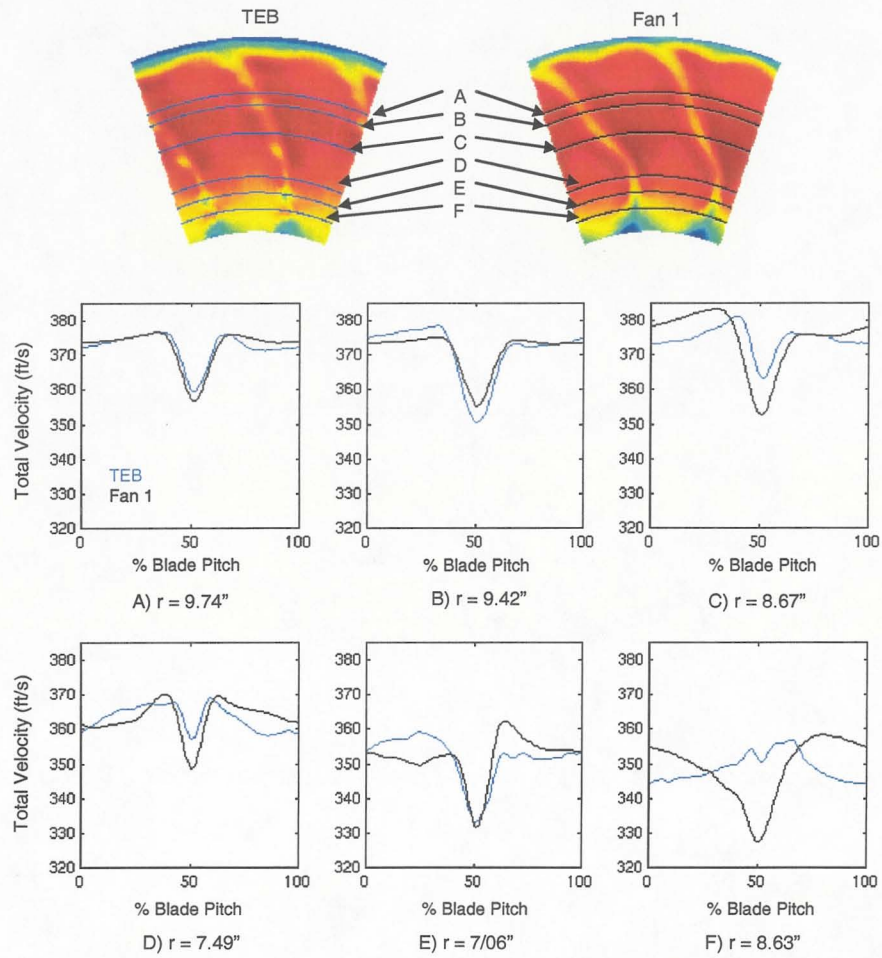 TEB
Fan 1
A
B
C
D
E
F
Total Velocity (ft/s)
380
370
360
350
340
330
320
TEB
Fan 1
0
50
100
% Blade Pitch
A) r = 9.74"
380
370
360
350
340
330
320
0
50
100
% Blade Pitch
B) r = 9.42"
380
370
360
350
340
330
320
0
50
100
% Blade Pitch
C) r = 8.67"
Total Velocity (ft/s)
380
370
360
350
340
330
320
0
50
100
% Blade Pitch
D) r = 7.49"
380
370
360
350
340
330
320
0
50
100
% Blade Pitch
E) r = 7/06"
380
370
360
350
340
330
320
0
50
100
% Blade Pitch
F) r = 8.63"